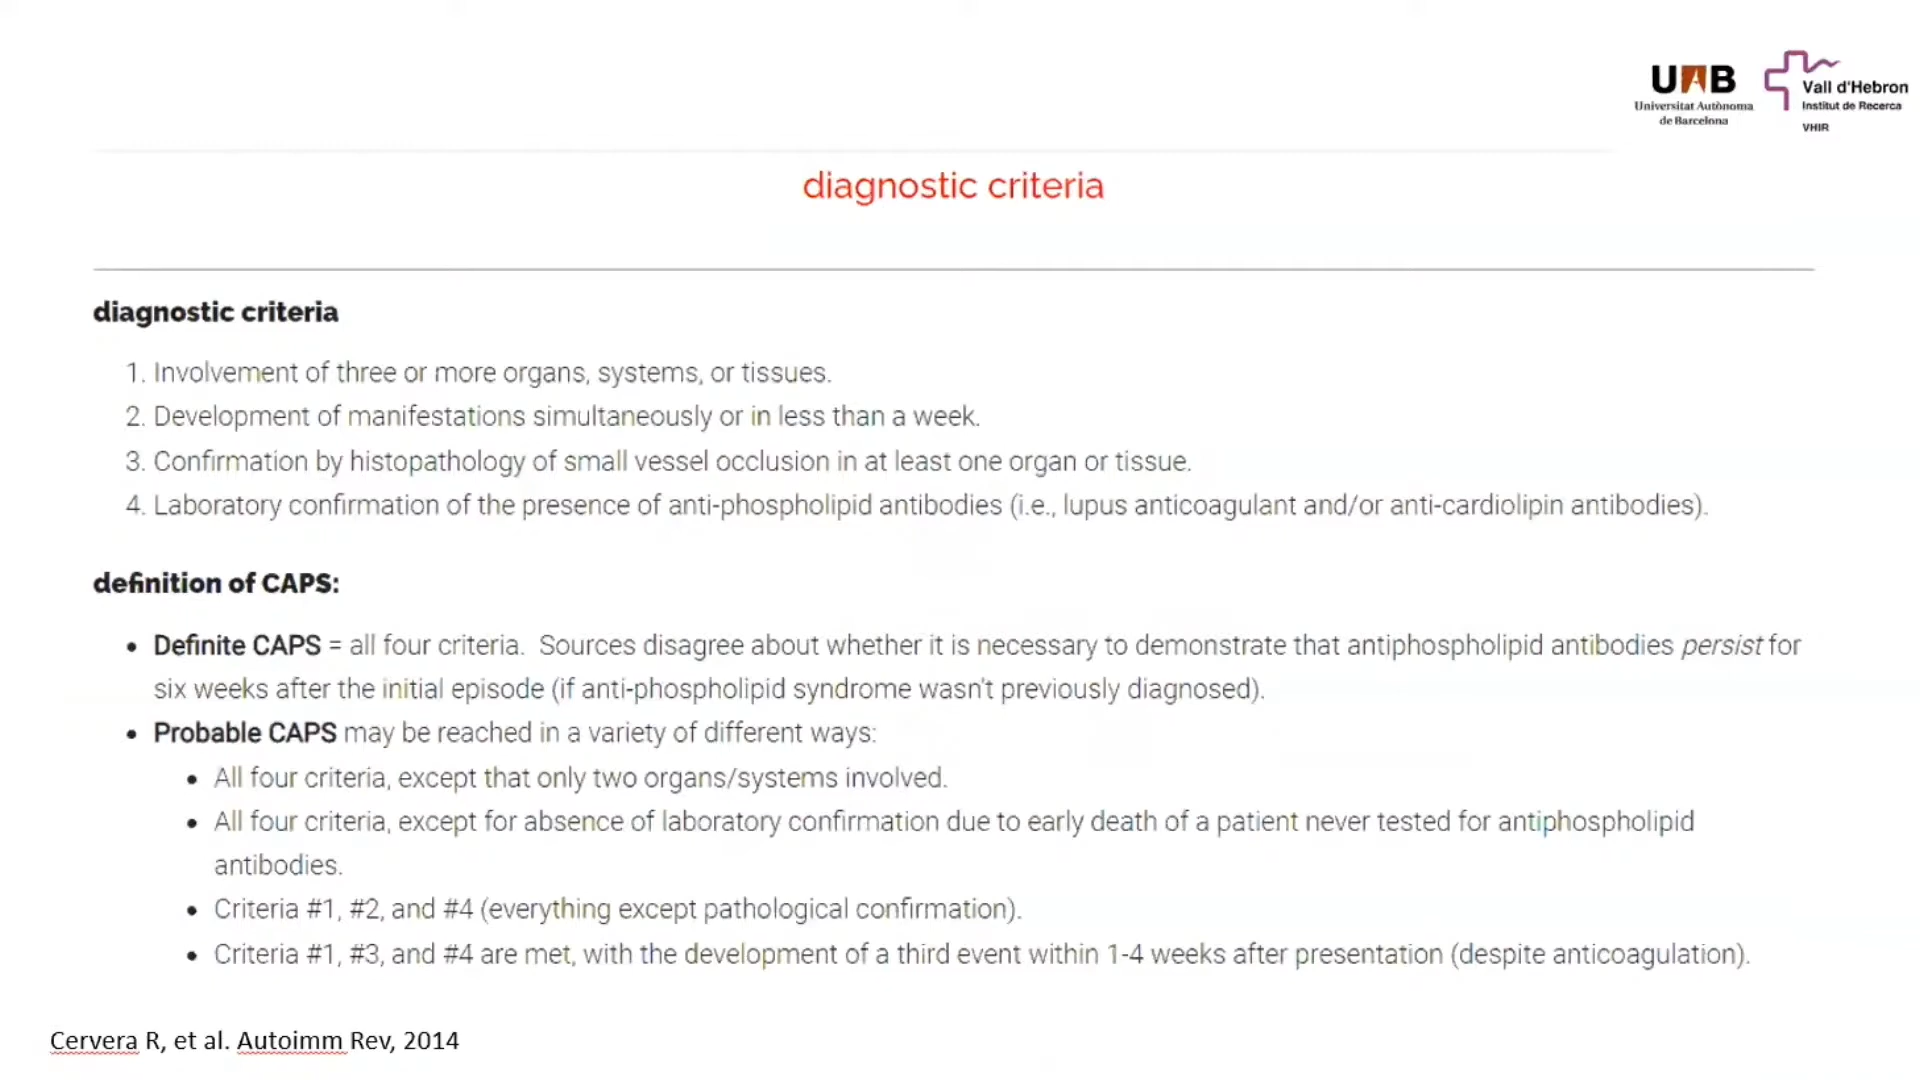 UAB
Universitat Autònoma
de Barcelona
Vall d'Hebron
Institut de Recerca
VHIR
diagnostic criteria
diagnostic criteria
1. Involvement of three or more organs, systems, or tissues.
2. Development of manifestations simultaneously or in less than a week.
3. Confirmation by histopathology of small vessel occlusion in at least one organ or tissue.
4. Laboratory confirmation of the presence of anti-phospholipid antibodies (i.e., lupus anticoagulant and/or anti-cardiolipin antibodies).
definition of CAPS:
• Definite CAPS = all four criteria. Sources disagree about whether it is necessary to demonstrate that antiphospholipid antibodies persist for
six weeks after the initial episode (if anti-phospholipid syndrome wasn't previously diagnosed).
• Probable CAPS may be reached in a variety of different ways:
• All four criteria, except that only two organs/systems involved.
• All four criteria, except for absence of laboratory confirmation due to early death of a patient never tested for antiphospholipid
antibodies.
• Criteria #1, #2, and #4 (everything except pathological confirmation).
• Criteria #1, #3, and #4 are met, with the development of a third event within 1-4 weeks after presentation (despite anticoagulation).
Cervera R, et al. Autoimm Rev, 2014